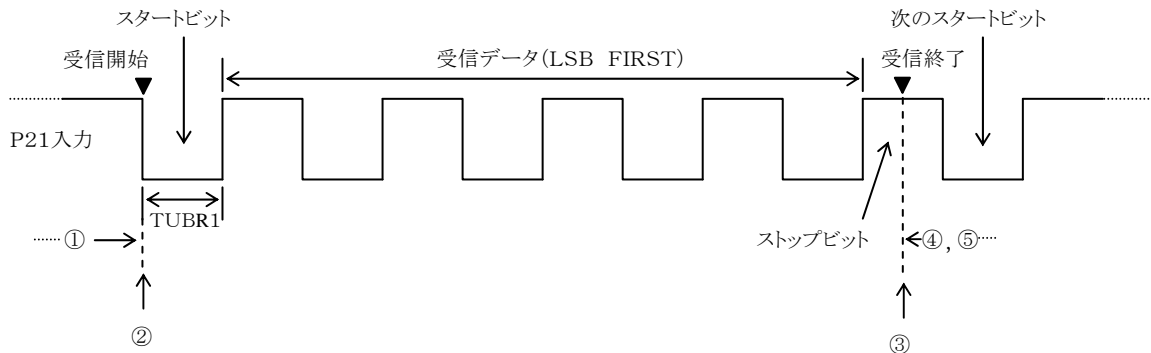 スタートビット
次のスタートビット
受信開始
受信データ(LSB FIRST)
受信終了
P21入力
TUBR1
①
ストップビット
④, ⑤
②
③